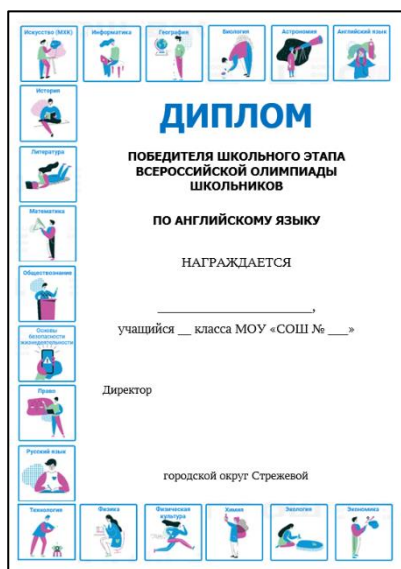 Искусство (МХК)
Информатика
География
Биология
Астрономия
Английский язык
История
Литература
Математика
Обществознание
Основы
безопасности
жизнедеятельности
Право
Русский язык
ДИПЛОМ
ПОБЕДИТЕЛЯ ШКОЛЬНОГО ЭТАПА
ВСЕРОССИЙСКОЙ ОЛИМПИАДЫ
ШКОЛЬНИКОВ
ПО АНГЛИЙСКОМУ ЯЗЫКУ
НАГРАЖДАЕТСЯ
__________________________,
учащийся __ класса МОУ «СОШ № ___»
Директор
городской округ Стрежевой
Технология
Физика
Физическая
культура
Химия
Экология
Экономика